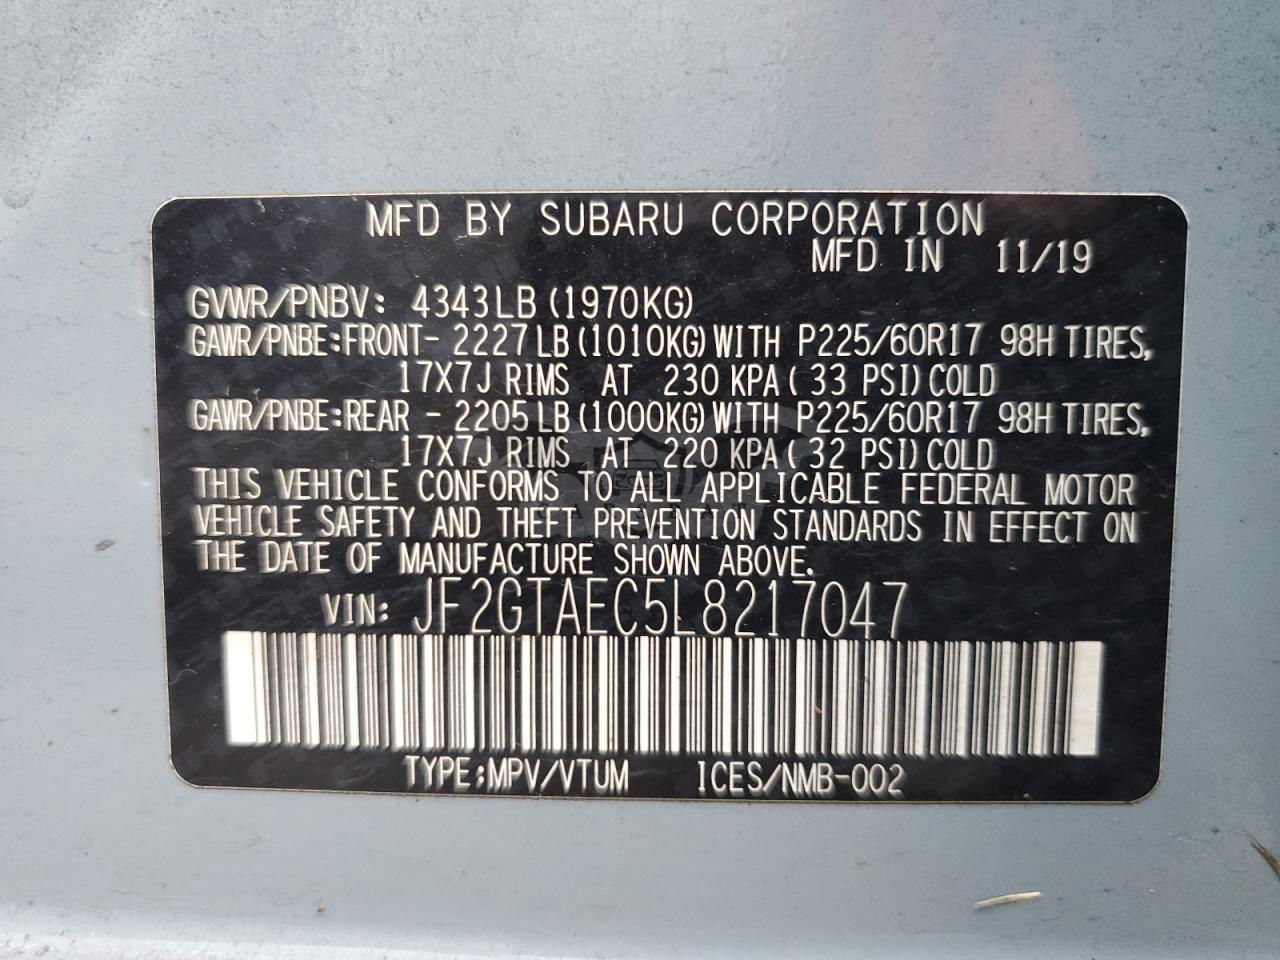 MFD BY SUBARU CORPORATION
MFD IN 11/19
GVWR/PNBV: 4343LB(1970KG)
GAWR/PNBE:FRONT- 2227LB(1010KG)WITH P225/60R17 98H TIRES,
17X7J RIMS AT 230 KPA( 33 PSI)COLD
GAWR/PNBE:REAR - 2205LB(1000KG)WITH P225/60R17 98H TIRES,
17X7J RIMS AT 220 KPA( 32 PSI)COLD
THIS VEHICLE CONFORMS TO ALL APPLICABLE FEDERAL MOTOR
VEHICLE SAFETY AND THEFT PREVENTION STANDARDS IN EFFECT ON
THE DATE OF MANUFACTURE SHOWN ABOVE.
VIN: JF2GTAEC5L8217047
TYPE:MPV/VTUM ICES/NMB-002